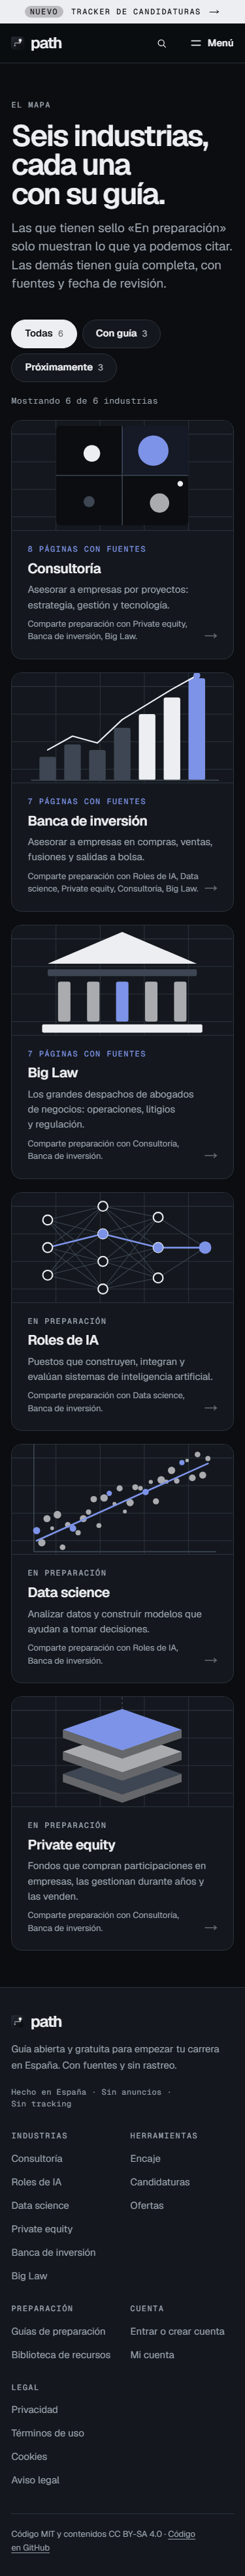 NUEVO TRACKER DE CANDIDATURAS →
path
Menú
EL MAPA
Seis industrias,
cada una
con su guía.
Las que tienen sello «En preparación»
solo muestran lo que ya podemos citar.
Las demás tienen guía completa, con
fuentes y fecha de revisión.
Todas 6
Con guía 3
Próximamente 3
Mostrando 6 de 6 industrias
8 PÁGINAS CON FUENTES
Consultoría
Asesorar a empresas por proyectos:
estrategia, gestión y tecnología.
Comparte preparación con Private equity,
Banca de inversión, Big Law.
→
7 PÁGINAS CON FUENTES
Banca de inversión
Asesorar a empresas en compras, ventas,
fusiones y salidas a bolsa.
Comparte preparación con Roles de IA, Data
science, Private equity, Consultoría, Big Law.
→
7 PÁGINAS CON FUENTES
Big Law
Los grandes despachos de abogados
de negocios: operaciones, litigios
y regulación.
Comparte preparación con Consultoría,
Banca de inversión.
→
EN PREPARACIÓN
Roles de IA
Puestos que construyen, integran y
evalúan sistemas de inteligencia artificial.
Comparte preparación con Data science,
Banca de inversión.
→
EN PREPARACIÓN
Data science
Analizar datos y construir modelos que
ayudan a tomar decisiones.
Comparte preparación con Roles de IA,
Banca de inversión.
→
EN PREPARACIÓN
Private equity
Fondos que compran participaciones en
empresas, las gestionan durante años y
las venden.
Comparte preparación con Consultoría,
Banca de inversión.
→
path
Guía abierta y gratuita para empezar tu carrera
en España. Con fuentes y sin rastreo.
Hecho en España · Sin anuncios ·
Sin tracking
INDUSTRIAS
Consultoría
Roles de IA
Data science
Private equity
Banca de inversión
Big Law
HERRAMIENTAS
Encaje
Candidaturas
Ofertas
PREPARACIÓN
Guías de preparación
Biblioteca de recursos
CUENTA
Entrar o crear cuenta
Mi cuenta
LEGAL
Privacidad
Términos de uso
Cookies
Aviso legal
Código MIT y contenidos CC BY-SA 4.0 · Código
en GitHub